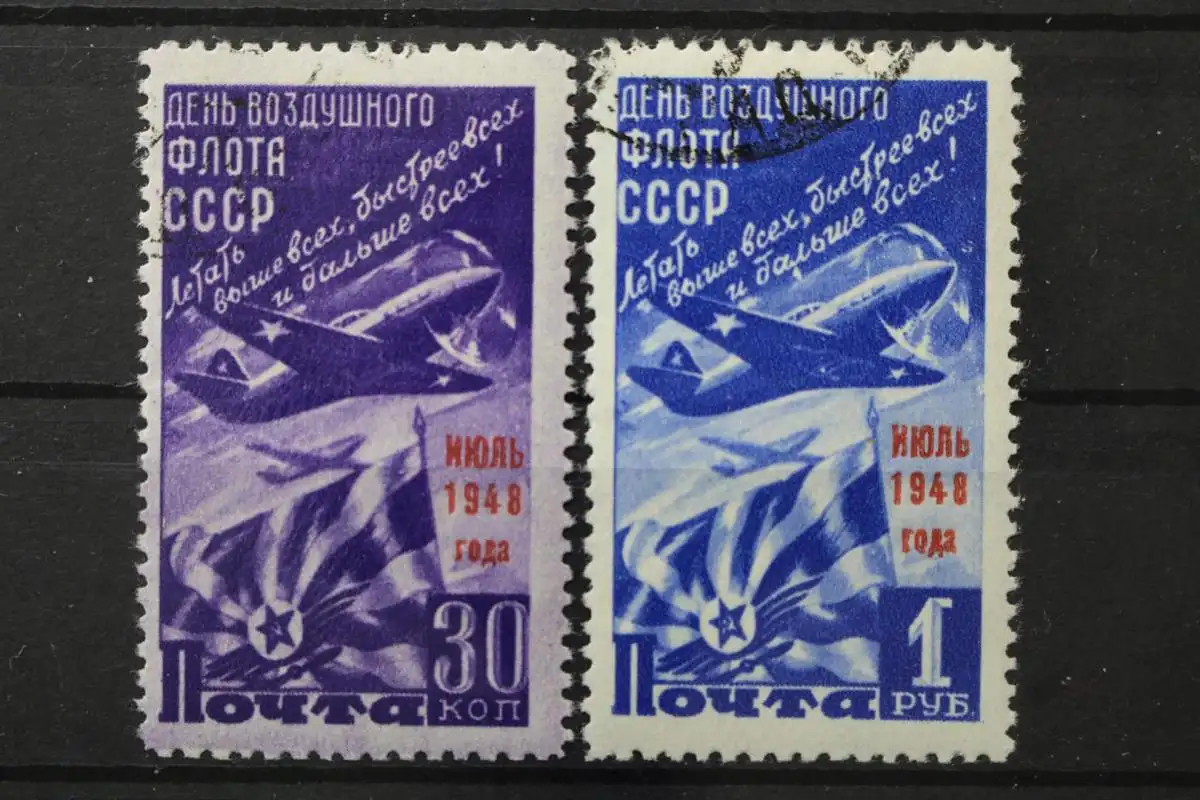 ДЕНЬ ВОЗДУШНОГО
ФЛОТА
СССР
Летать
выше всех, быстрее всех
и дальше всех!
ИЮЛЬ
1948
года
30
КОП
Почта
ДЕНЬ ВОЗДУШНОГО
ФЛОТА
СССР
Летать
выше всех, быстрее всех
и дальше всех!
ИЮЛЬ
1948
года
1
РУБ.
Почта